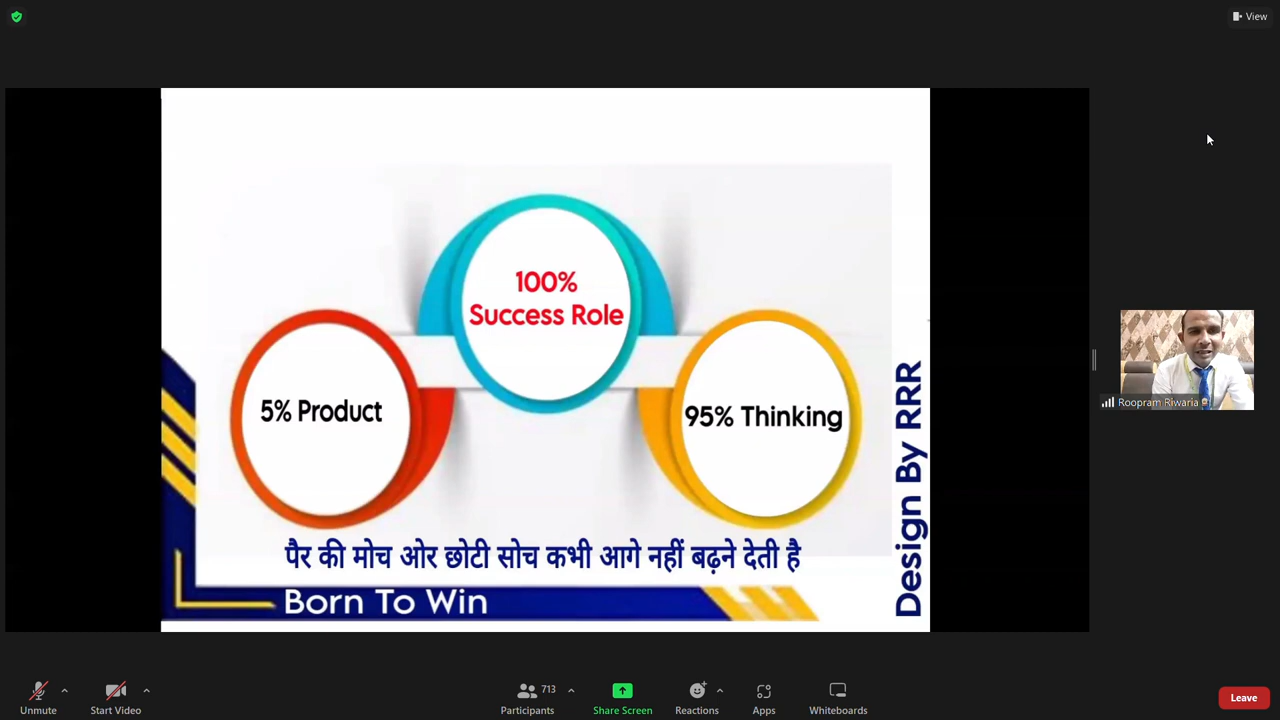 View
100%
Success Role
5% Product
95% Thinking
पैर की मोच ओर छोटी सोच कभी आगे नहीं बढ़ने देती है
Born To Win
Design By RRR
Roopram Riwaria
Unmute
Start Video
713
Participants
Share Screen
Reactions
Apps
Whiteboards
Leave